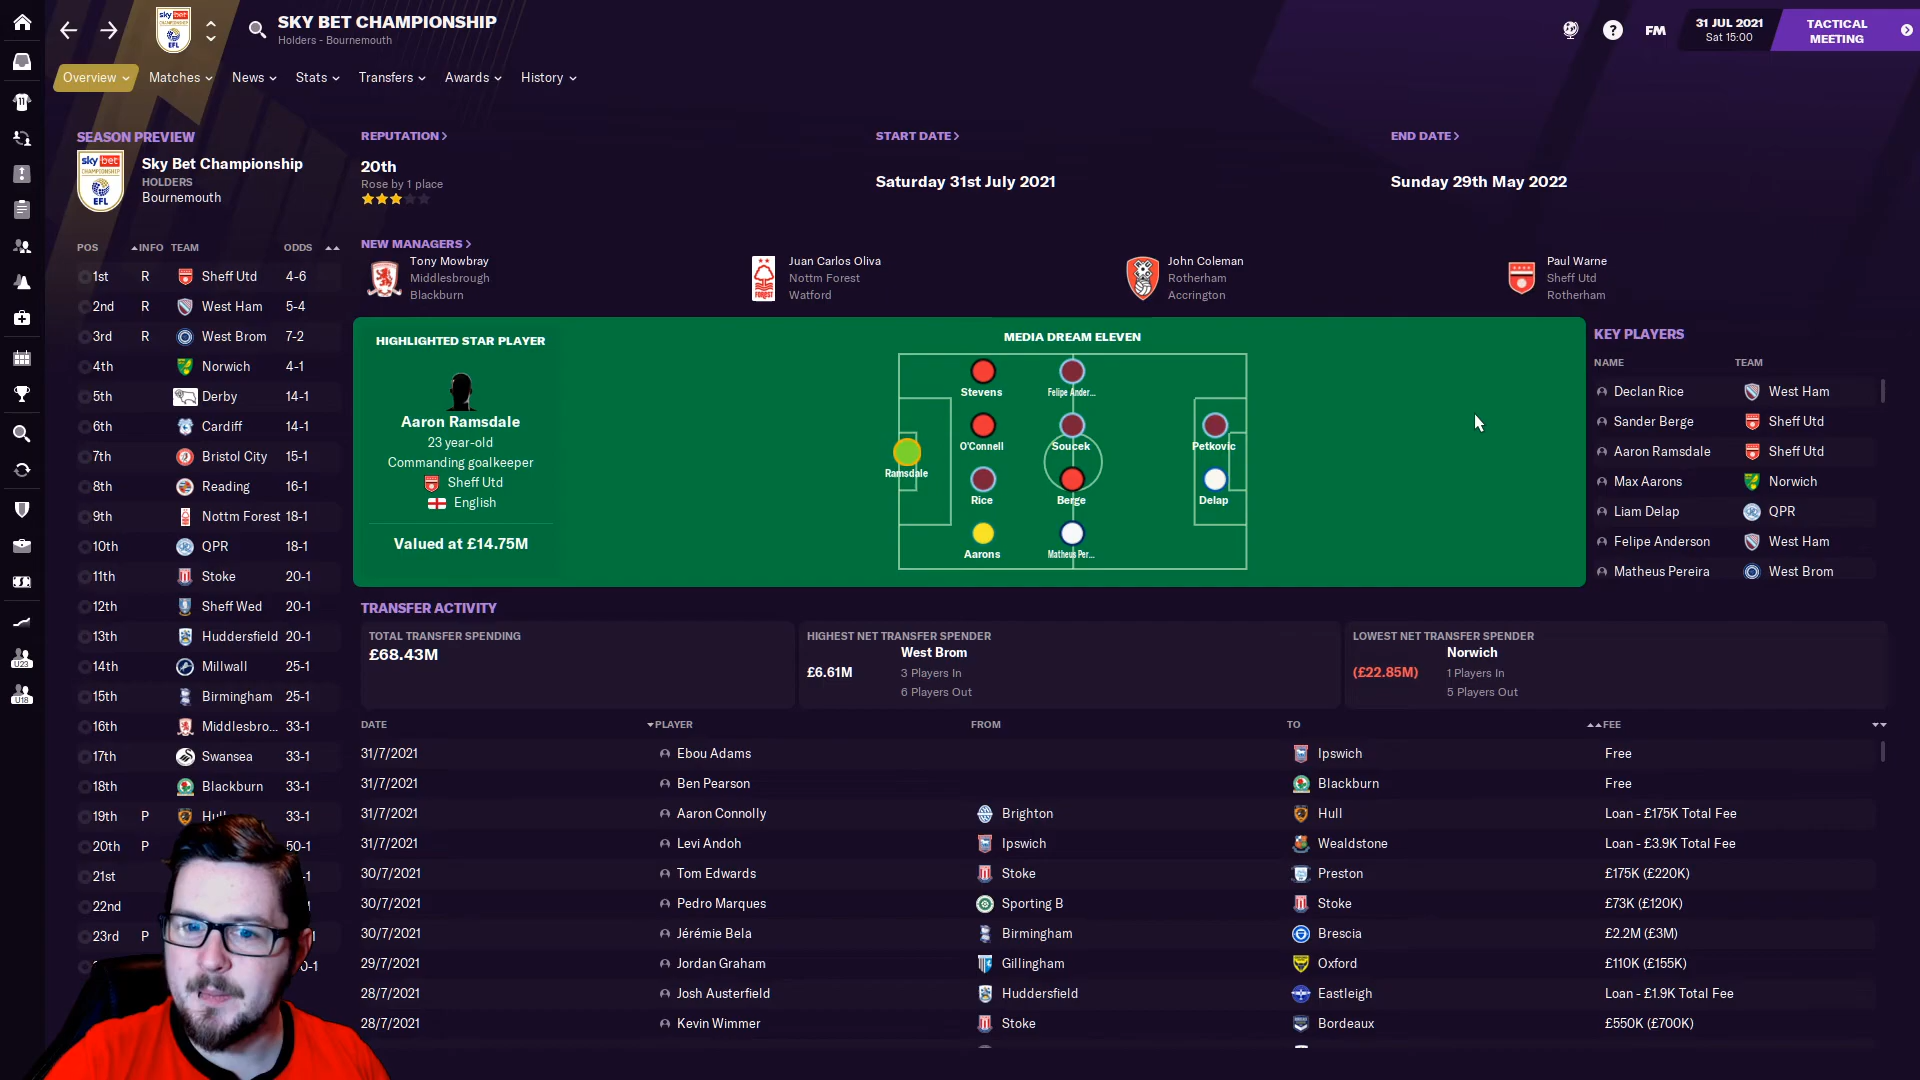 SKY BET CHAMPIONSHIP
Holders - Bournemouth
FM
31 JUL 2021
Sat 15:00
TACTICAL MEETING
Overview Matches News Stats Transfers Awards History
SEASON PREVIEW
Sky Bet Championship
HOLDERS
Bournemouth
REPUTATION
20th
Rose by 1 place
START DATE
Saturday 31st July 2021
END DATE
Sunday 29th May 2022
NEW MANAGERS
Tony Mowbray
Middlesbrough
Blackburn
Juan Carlos Oliva
Nottm Forest
Watford
John Coleman
Rotherham
Accrington
Paul Warne
Sheff Utd
Rotherham
POS INFO TEAM ODDS
1st R Sheff Utd 4-6
2nd R West Ham 5-4
3rd R West Brom 7-2
4th Norwich 4-1
5th Derby 14-1
6th Cardiff 14-1
7th Bristol City 15-1
8th Reading 16-1
9th Nottm Forest 18-1
10th QPR 18-1
11th Stoke 20-1
12th Sheff Wed 20-1
13th Huddersfield 20-1
14th Millwall 25-1
15th Birmingham 25-1
16th Middlesbro... 33-1
17th Swansea 33-1
18th Blackburn 33-1
19th P Hull 33-1
20th P 50-1
21st
22nd
23rd P
HIGHLIGHTED STAR PLAYER
Aaron Ramsdale
23 year-old
Commanding goalkeeper
Sheff Utd
English
Valued at £14.75M
MEDIA DREAM ELEVEN
Stevens
Felipe Ander...
O'Connell
Soucek
Petkovic
Ramsdale
Rice
Berge
Delap
Aarons
Matheus Per...
KEY PLAYERS
NAME TEAM
Declan Rice West Ham
Sander Berge Sheff Utd
Aaron Ramsdale Sheff Utd
Max Aarons Norwich
Liam Delap QPR
Felipe Anderson West Ham
Matheus Pereira West Brom
TRANSFER ACTIVITY
TOTAL TRANSFER SPENDING
£68.43M
HIGHEST NET TRANSFER SPENDER
West Brom
£6.61M
3 Players In
6 Players Out
LOWEST NET TRANSFER SPENDER
Norwich
(£22.85M)
1 Players In
5 Players Out
DATE PLAYER FROM TO FEE
31/7/2021 Ebou Adams Ipswich Free
31/7/2021 Ben Pearson Blackburn Free
31/7/2021 Aaron Connolly Brighton Hull Loan - £175K Total Fee
31/7/2021 Levi Andoh Ipswich Wealdstone Loan - £3.9K Total Fee
30/7/2021 Tom Edwards Stoke Preston £175K (£220K)
30/7/2021 Pedro Marques Sporting B Stoke £73K (£120K)
30/7/2021 Jérémie Bela Birmingham Brescia £2.2M (£3M)
29/7/2021 Jordan Graham Gillingham Oxford £110K (£155K)
28/7/2021 Josh Austerfield Huddersfield Eastleigh Loan - £1.9K Total Fee
28/7/2021 Kevin Wimmer Stoke Bordeaux £550K (£700K)
U23
U18